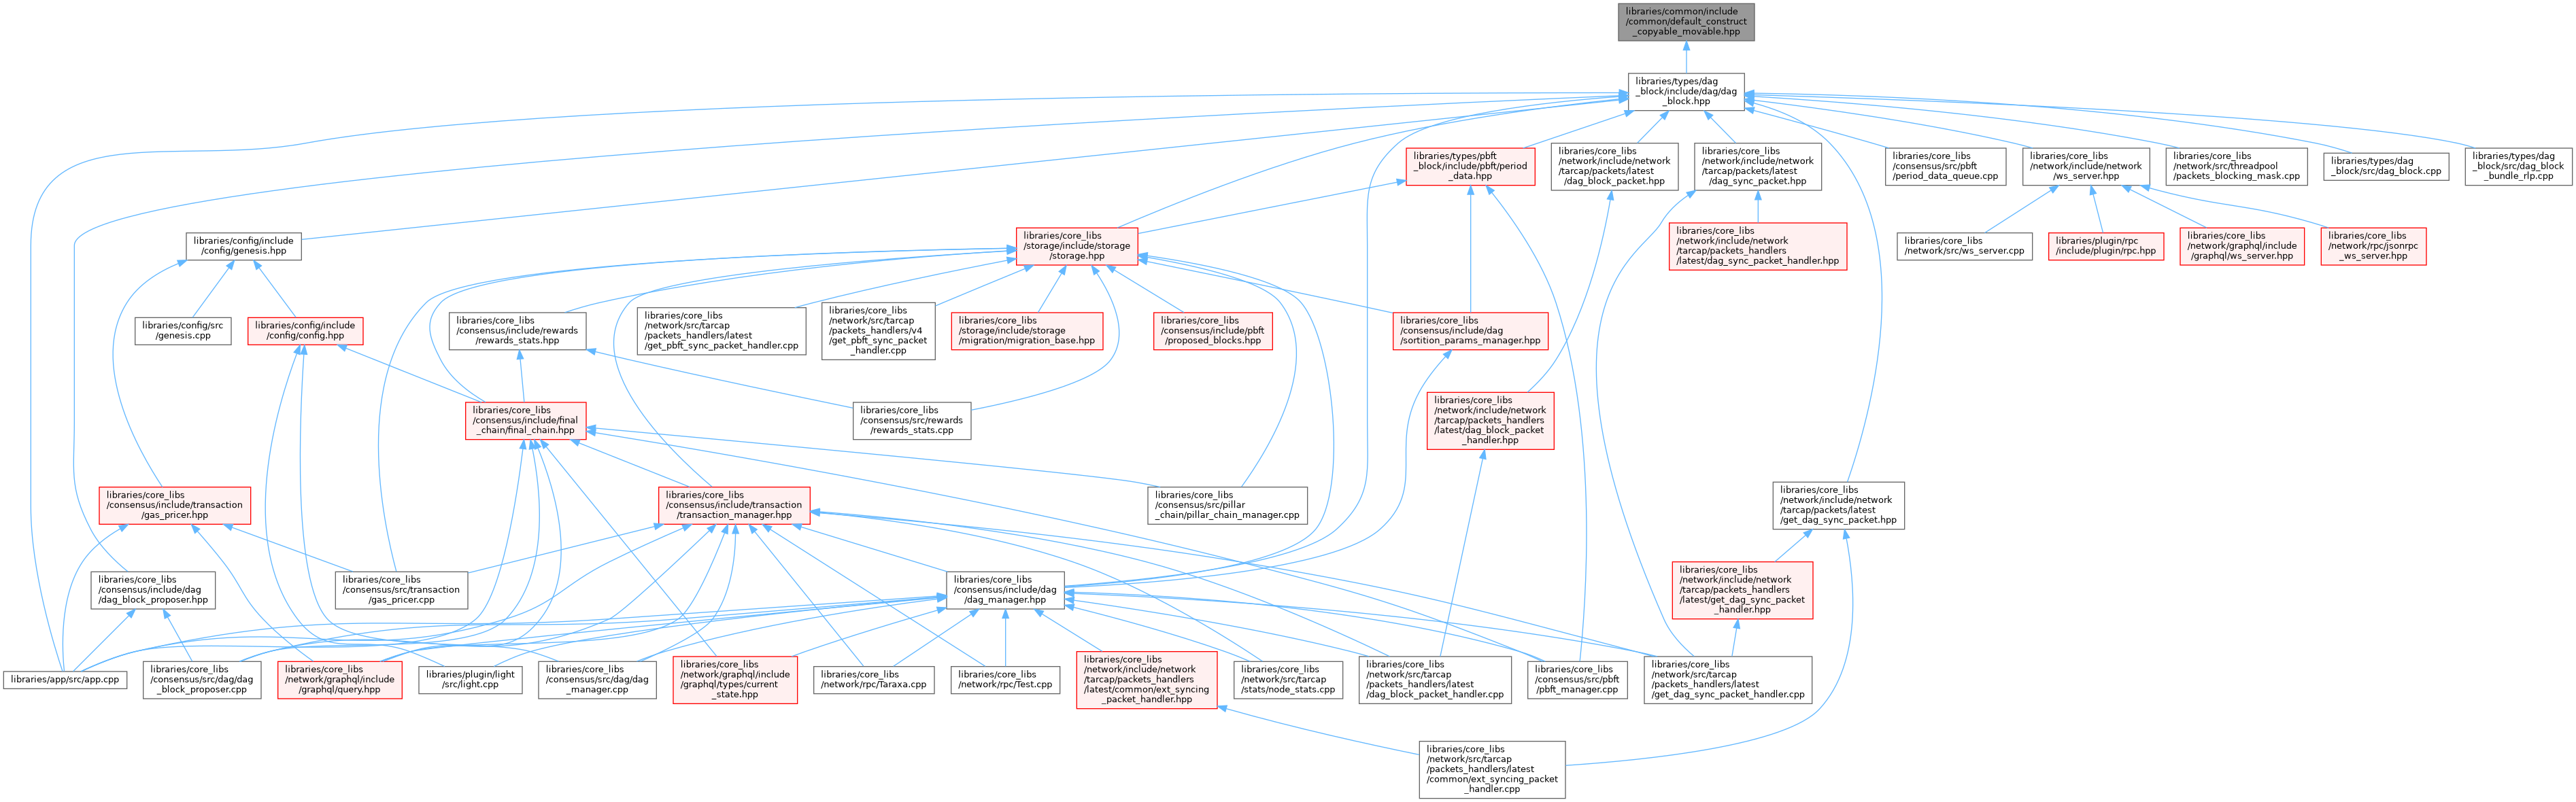 libraries/common/include
/common/default_construct
_copyable_movable.hpp
libraries/types/dag
_block/include/dag/dag
_block.hpp
libraries/types/pbft
_block/include/pbft/period
_data.hpp
libraries/core_libs
/network/include/network
/tarcap/packets/latest
/dag_block_packet.hpp
libraries/core_libs
/network/include/network
/tarcap/packets/latest
/dag_sync_packet.hpp
libraries/core_libs
/consensus/src/pbft
/period_data_queue.cpp
libraries/core_libs
/network/include/network
/ws_server.hpp
libraries/core_libs
/network/src/threadpool
/packets_blocking_mask.cpp
libraries/types/dag
_block/src/dag_block.cpp
libraries/types/dag
_block/src/dag_block
_bundle_rlp.cpp
libraries/config/include
/config/genesis.hpp
libraries/core_libs
/storage/include/storage
/storage.hpp
libraries/core_libs
/network/include/network
/tarcap/packets_handlers
/latest/dag_sync_packet_handler.hpp
libraries/core_libs
/network/src/ws_server.cpp
libraries/plugin/rpc
/include/plugin/rpc.hpp
libraries/core_libs
/network/graphql/include
/graphql/ws_server.hpp
libraries/core_libs
/network/rpc/jsonrpc
_ws_server.hpp
libraries/config/src
/genesis.cpp
libraries/config/include
/config/config.hpp
libraries/core_libs
/consensus/include/rewards
/rewards_stats.hpp
libraries/core_libs
/network/src/tarcap
/packets_handlers/latest
/get_pbft_sync_packet_handler.cpp
libraries/core_libs
/network/src/tarcap
/packets_handlers/v4
/get_pbft_sync_packet
_handler.cpp
libraries/core_libs
/storage/include/storage
/migration/migration_base.hpp
libraries/core_libs
/consensus/include/pbft
/proposed_blocks.hpp
libraries/core_libs
/consensus/include/dag
/sortition_params_manager.hpp
libraries/core_libs
/consensus/include/final
_chain/final_chain.hpp
libraries/core_libs
/consensus/src/rewards
/rewards_stats.cpp
libraries/core_libs
/network/include/network
/tarcap/packets_handlers
/latest/dag_block_packet
_handler.hpp
libraries/core_libs
/consensus/include/transaction
/gas_pricer.hpp
libraries/core_libs
/consensus/include/transaction
/transaction_manager.hpp
libraries/core_libs
/consensus/src/pillar
_chain/pillar_chain_manager.cpp
libraries/core_libs
/network/include/network
/tarcap/packets/latest
/get_dag_sync_packet.hpp
libraries/core_libs
/consensus/include/dag
/dag_block_proposer.hpp
libraries/core_libs
/consensus/src/transaction
/gas_pricer.cpp
libraries/core_libs
/consensus/include/dag
/dag_manager.hpp
libraries/core_libs
/network/include/network
/tarcap/packets_handlers
/latest/get_dag_sync_packet
_handler.hpp
libraries/app/src/app.cpp
libraries/core_libs
/consensus/src/dag/dag
_block_proposer.cpp
libraries/core_libs
/network/graphql/include
/graphql/query.hpp
libraries/plugin/light
/src/light.cpp
libraries/core_libs
/consensus/src/dag/dag
_manager.cpp
libraries/core_libs
/network/graphql/include
/graphql/types/current
_state.hpp
libraries/core_libs
/network/rpc/Taraxa.cpp
libraries/core_libs
/network/rpc/Test.cpp
libraries/core_libs
/network/include/network
/tarcap/packets_handlers
/latest/common/ext_syncing
_packet_handler.hpp
libraries/core_libs
/network/src/tarcap
/stats/node_stats.cpp
libraries/core_libs
/network/src/tarcap
/packets_handlers/latest
/dag_block_packet_handler.cpp
libraries/core_libs
/consensus/src/pbft
/pbft_manager.cpp
libraries/core_libs
/network/src/tarcap
/packets_handlers/latest
/get_dag_sync_packet_handler.cpp
libraries/core_libs
/network/src/tarcap
/packets_handlers/latest
/common/ext_syncing_packet
_handler.cpp